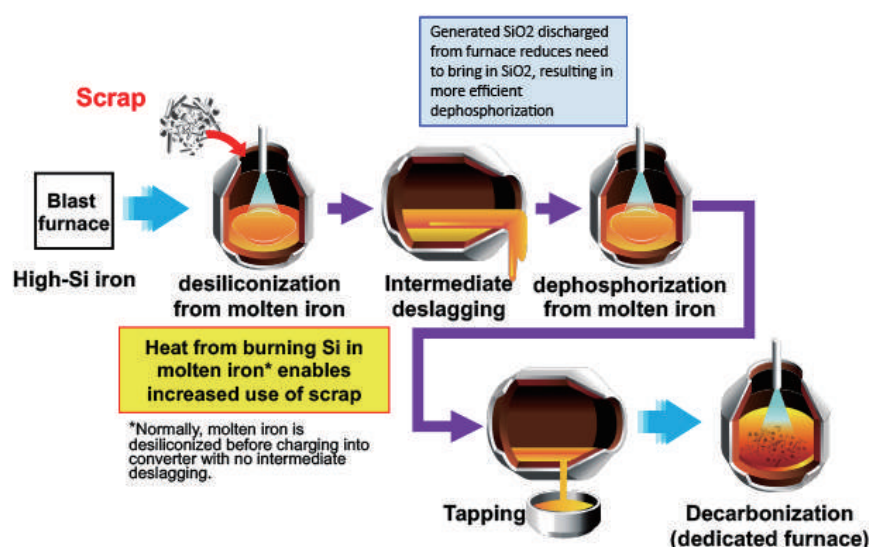 Generated SiO2 discharged
from furnace reduces need
to bring in SiO2, resulting in
more efficient
dephosphorization
Scrap
Blast
furnace
High-Si iron
desiliconization
from molten iron
Intermediate
deslagging
dephosphorization
from molten iron
Heat from burning Si in
molten iron* enables
increased use of scrap
*Normally, molten iron is
desiliconized before charging into
converter with no intermediate
deslagging.
Tapping
Decarbonization
(dedicated furnace)